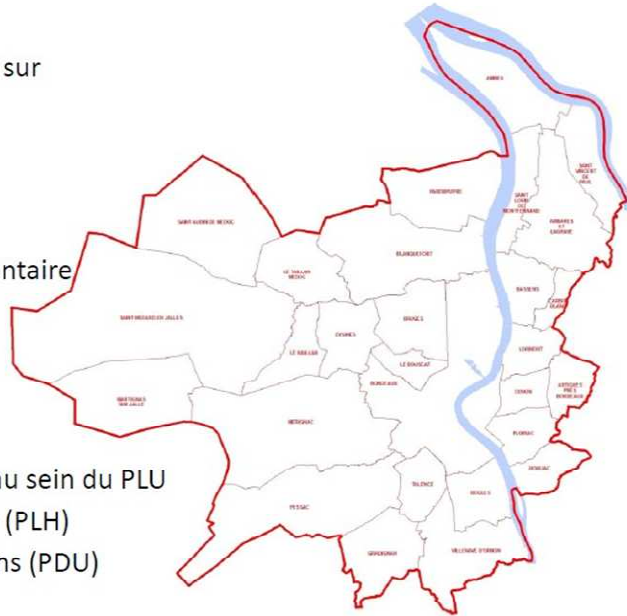 sur
AMBES
SAINT
VINCENT
DE
PAUL
SAINT
LOUIS
DE
MONTFERRAND
AMBARES
ET
LAGRAVE
PAREMPUYRE
SAINT AUBIN DE MEDOC
BLANQUEFORT
ntaire
LE TAILLAN
MEDOC
BASSENS
CARBON
BLANC
SAINT MEDARD EN JALLES
BRUGES
EYSINES
LE HAILLAN
LORMONT
LE BOUSCAT
BORDEAUX
MARTIGNAS
SUR JALLE
CENON
ARTIGUES
PRES
BORDEAUX
MERIGNAC
FLOIRAC
BOULIAC
au sein du PLU
TALENCE
BEGLES
(PLH)
PESSAC
ns (PDU)
GRADIGNAN
VILLENAVE D'ORNON